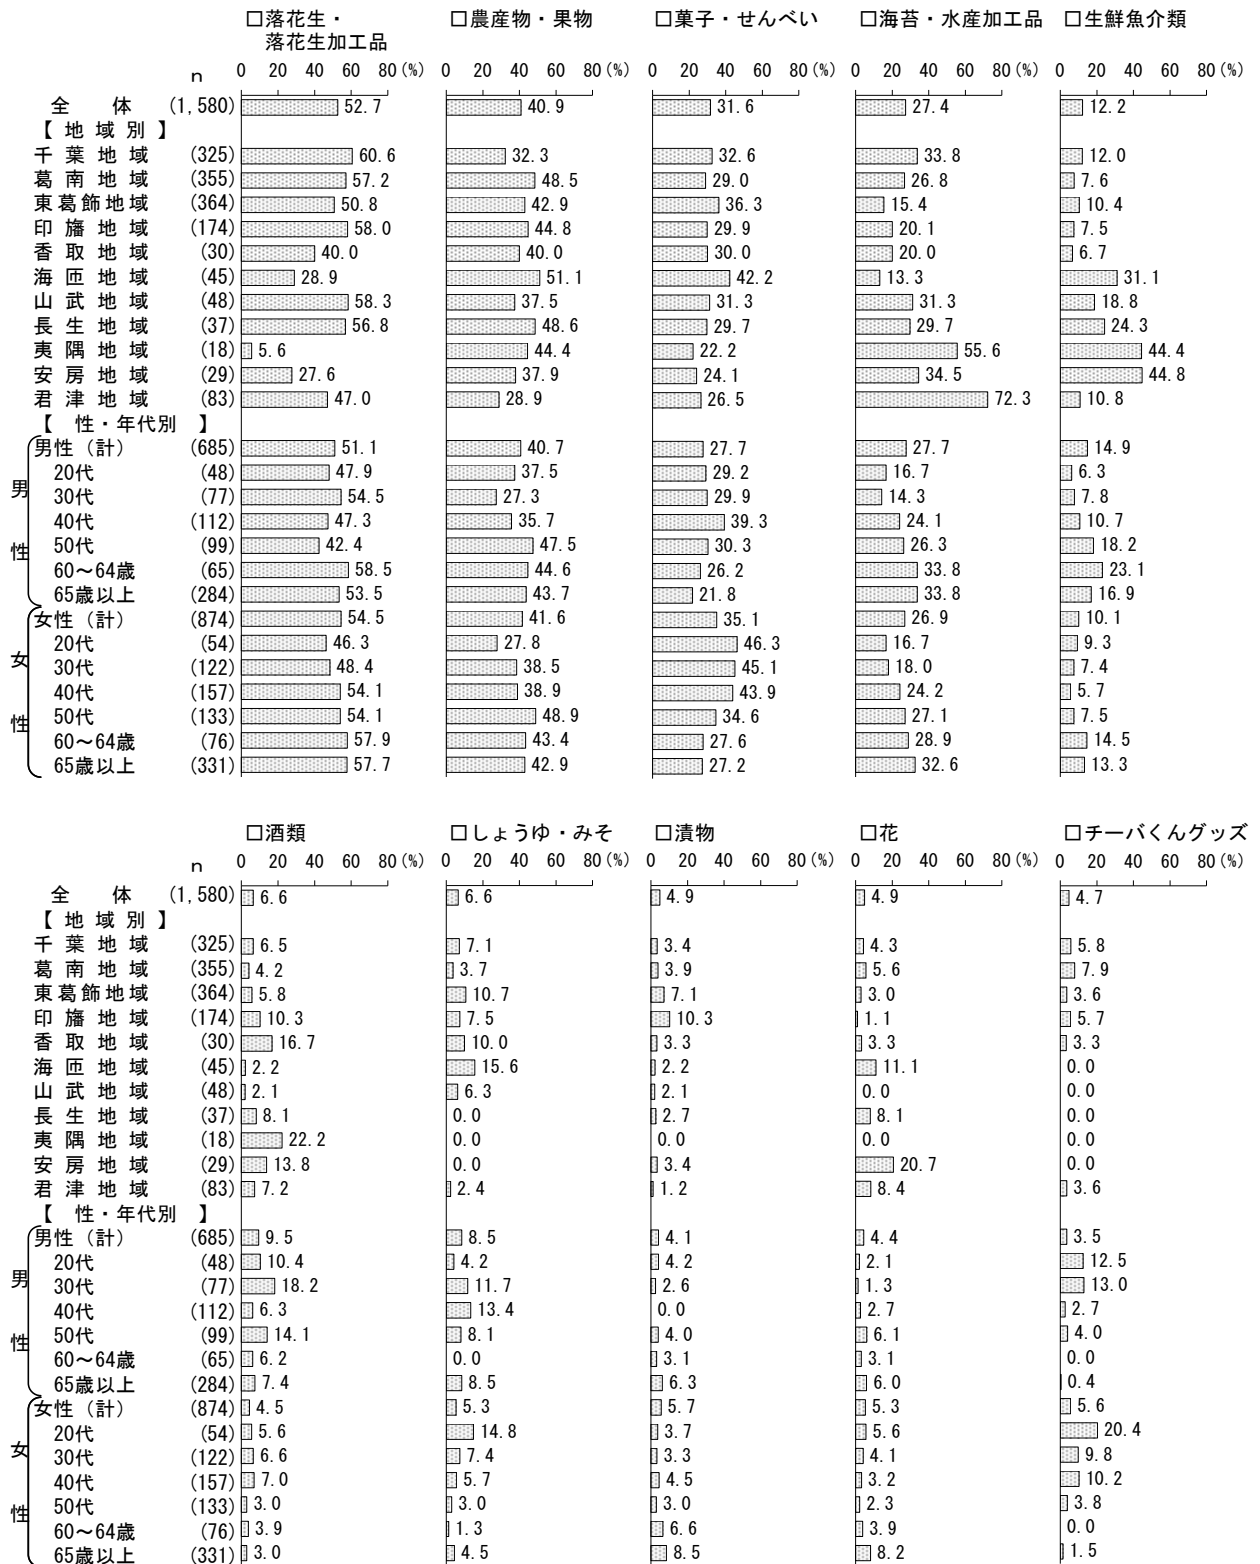 □落花生・ □農産物・果物 □菓子・せんべい □海苔・水産加工品 □生鮮魚介類
落花生加工品
n 0 20 40 60 80(%) 0 20 40 60 80(%) 0 20 40 60 80(%) 0 20 40 60 80(%) 0 20 40 60 80(%)
全体 (1,580) 52.7 40.9 31.6 27.4 12.2
【地域別】
千葉地域 (325) 60.6 32.3 32.6 33.8 12.0
葛南地域 (355) 57.2 48.5 29.0 26.8 7.6
東葛飾地域 (364) 50.8 42.9 36.3 15.4 10.4
印旛地域 (174) 58.0 44.8 29.9 20.1 7.5
香取地域 (30) 40.0 40.0 30.0 20.0 6.7
海匝地域 (45) 28.9 51.1 42.2 13.3 31.1
山武地域 (48) 58.3 37.5 31.3 31.3 18.8
長生地域 (37) 56.8 48.6 29.7 29.7 24.3
夷隅地域 (18) 5.6 44.4 22.2 55.6 44.4
安房地域 (29) 27.6 37.9 24.1 34.5 44.8
君津地域 (83) 47.0 28.9 26.5 72.3 10.8
【性・年代別】
男性（計） (685) 51.1 40.7 27.7 27.7 14.9
20代 (48) 47.9 37.5 29.2 16.7 6.3
男 30代 (77) 54.5 27.3 29.9 14.3 7.8
40代 (112) 47.3 35.7 39.3 24.1 10.7
性 50代 (99) 42.4 47.5 30.3 26.3 18.2
60～64歳 (65) 58.5 44.6 26.2 33.8 23.1
65歳以上 (284) 53.5 43.7 21.8 33.8 16.9
女性（計） (874) 54.5 41.6 35.1 26.9 10.1
20代 (54) 46.3 27.8 46.3 16.7 9.3
女 30代 (122) 48.4 38.5 45.1 18.0 7.4
40代 (157) 54.1 38.9 43.9 24.2 5.7
性 50代 (133) 54.1 48.9 34.6 27.1 7.5
60～64歳 (76) 57.9 43.4 27.6 28.9 14.5
65歳以上 (331) 57.7 42.9 27.2 32.6 13.3
□酒類 □しょうゆ・みそ □漬物 □花 □チーバくんグッズ
n 0 20 40 60 80(%) 0 20 40 60 80(%) 0 20 40 60 80(%) 0 20 40 60 80(%) 0 20 40 60 80(%)
全体 (1,580) 6.6 6.6 4.9 4.9 4.7
【地域別】
千葉地域 (325) 6.5 7.1 3.4 4.3 5.8
葛南地域 (355) 4.2 3.7 3.9 5.6 7.9
東葛飾地域 (364) 5.8 10.7 7.1 3.0 3.6
印旛地域 (174) 10.3 7.5 10.3 1.1 5.7
香取地域 (30) 16.7 10.0 3.3 3.3 3.3
海匝地域 (45) 2.2 15.6 2.2 11.1 0.0
山武地域 (48) 2.1 6.3 2.1 0.0 0.0
長生地域 (37) 8.1 0.0 2.7 8.1 0.0
夷隅地域 (18) 22.2 0.0 0.0 0.0 0.0
安房地域 (29) 13.8 0.0 3.4 20.7 0.0
君津地域 (83) 7.2 2.4 1.2 8.4 3.6
【性・年代別】
男性（計） (685) 9.5 8.5 4.1 4.4 3.5
20代 (48) 10.4 4.2 4.2 2.1 12.5
男 30代 (77) 18.2 11.7 2.6 1.3 13.0
40代 (112) 6.3 13.4 0.0 2.7 2.7
性 50代 (99) 14.1 8.1 4.0 6.1 4.0
60～64歳 (65) 6.2 0.0 3.1 3.1 0.0
65歳以上 (284) 7.4 8.5 6.3 6.0 0.4
女性（計） (874) 4.5 5.3 5.7 5.3 5.6
20代 (54) 5.6 14.8 3.7 5.6 20.4
女 30代 (122) 6.6 7.4 3.3 4.1 9.8
40代 (157) 7.0 5.7 4.5 3.2 10.2
性 50代 (133) 3.0 3.0 3.0 2.3 3.8
60～64歳 (76) 3.9 1.3 6.6 3.9 0.0
65歳以上 (331) 3.0 4.5 8.5 8.2 1.5